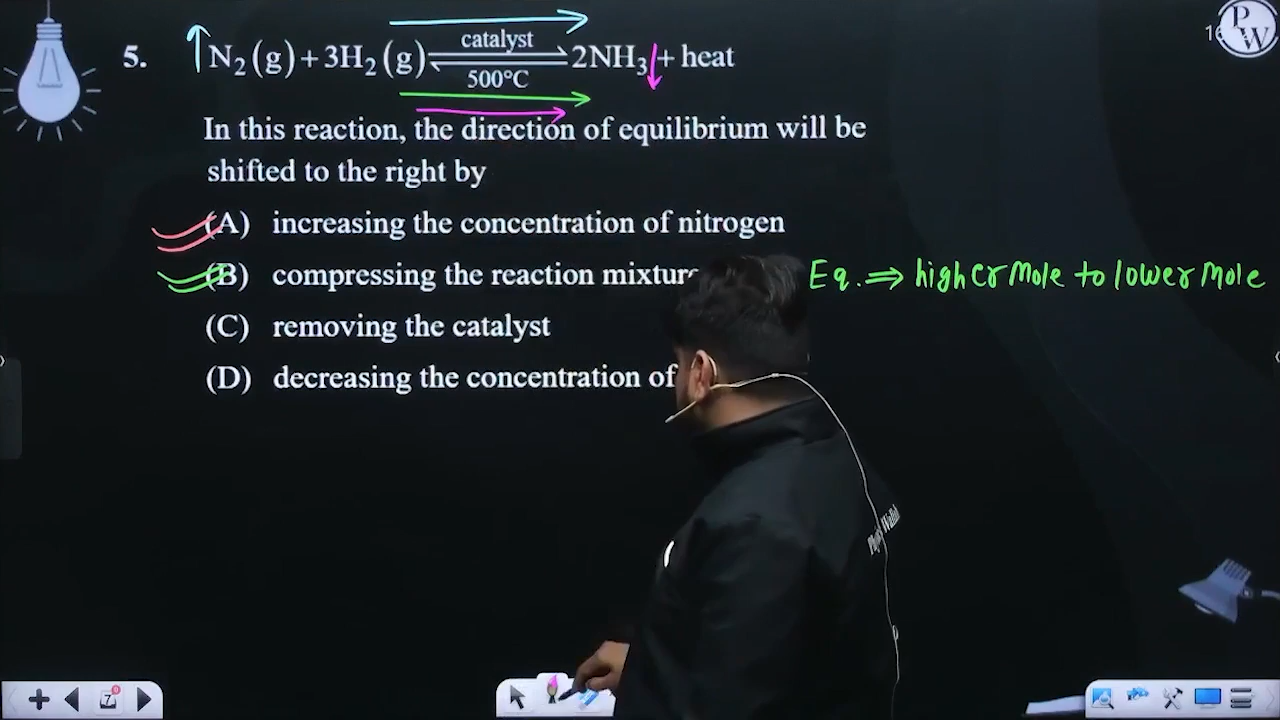 5. N₂(g)+3H₂(g) catalyst 500°C 2NH₃ + heat
In this reaction, the direction of equilibrium will be
shifted to the right by
(A) increasing the concentration of nitrogen
(B) compressing the reaction mixture
Eq. ⇒ higher Mole to lower Mole
(C) removing the catalyst
(D) decreasing the concentration of
PW
7